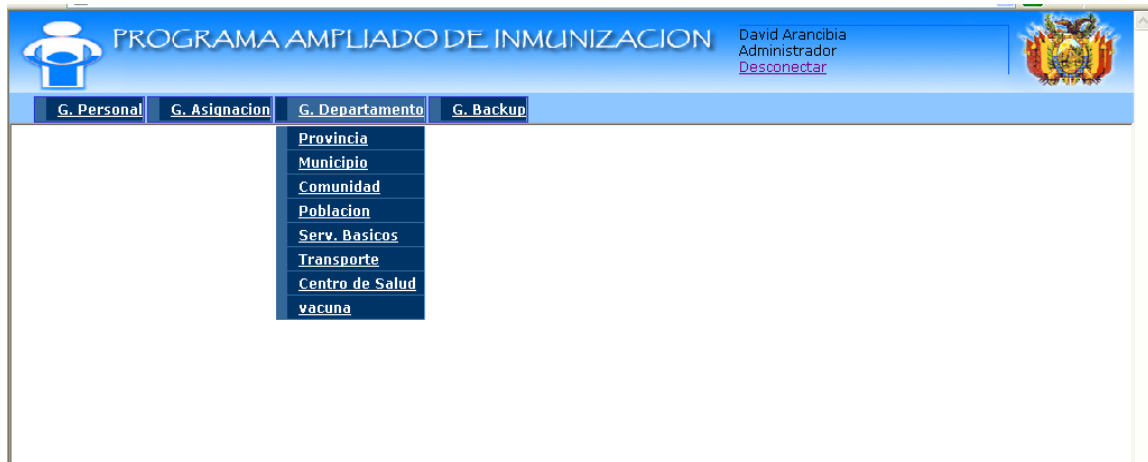 PROGRAMA AMPLIADO DE INMUNIZACION
David Arancibia
Administrador
Desconectar
G. Personal G. Asignacion G. Departamento G. Backup
Provincia
Municipio
Comunidad
Poblacion
Serv. Basicos
Transporte
Centro de Salud
vacuna